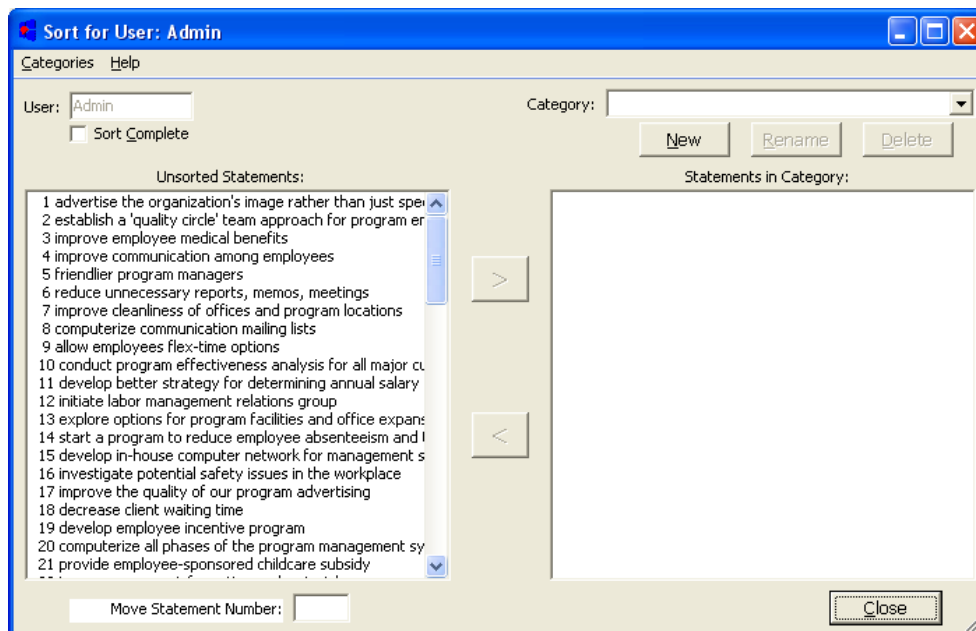 Sort for User: Admin
Categories Help
User: Admin
Category:
Sort Complete
New Rename Delete
Unsorted Statements:
Statements in Category:
1 advertise the organization's image rather than just
2 establish a 'quality circle' team approach for program
3 improve employee medical benefits
4 improve communication among employees
5 friendlier program managers
6 reduce unnecessary reports, memos, meetings
7 improve cleanliness of offices and program locations
8 computerize communication mailing lists
9 allow employees flex-time options
10 conduct program effectiveness analysis for all major
11 develop better strategy for determining annual salary
12 initiate labor management relations group
13 explore options for program facilities and office
14 start a program to reduce employee absenteeism and
15 develop in-house computer network for management
16 investigate potential safety issues in the workplace
17 improve the quality of our program advertising
18 decrease client waiting time
19 develop employee incentive program
20 computerize all phases of the program management
21 provide employee-sponsored childcare subsidy
>
<
Move Statement Number:
Close